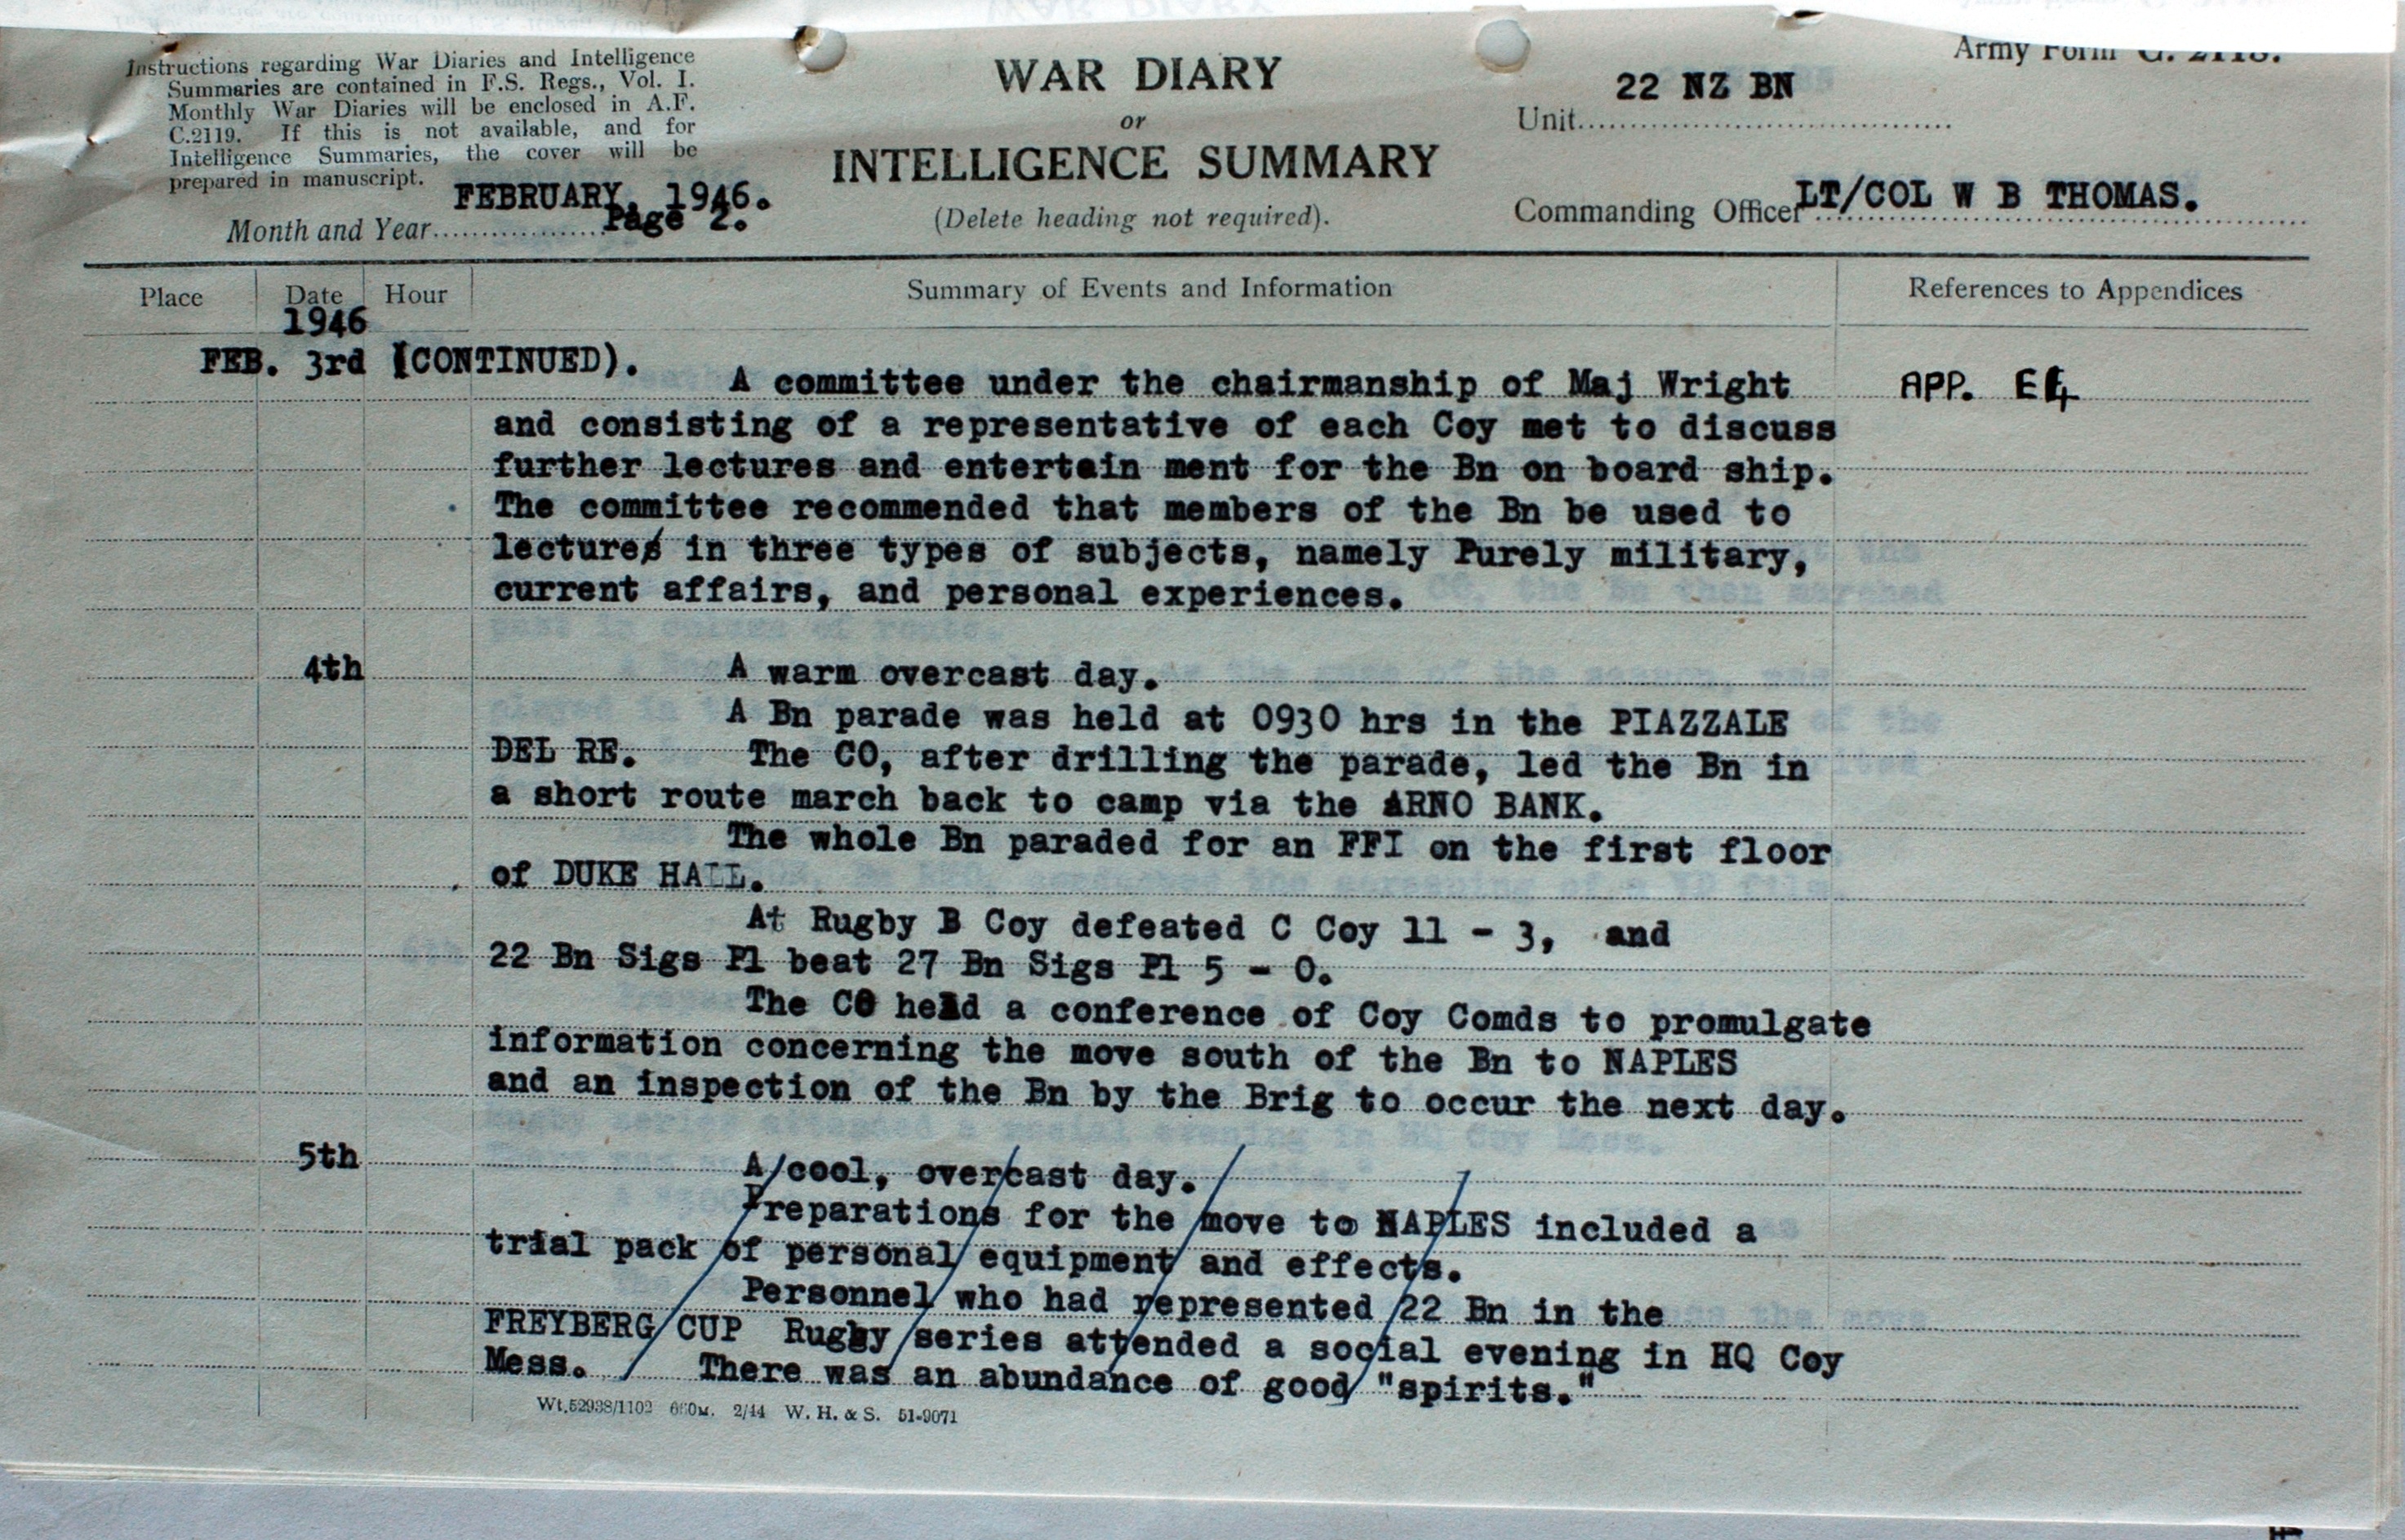 Instructions regarding War Diaries and Intelligence
Summaries are contained in F.S. Regs., Vol. I.
Monthly War Diaries will be enclosed in A.F.
C.2119. If this is not available, and for
Intelligence Summaries, the cover will be
prepared in manuscript.
FEBRUARY, 1946.
Month and Year..................Page 2.
WAR DIARY
or
INTELLIGENCE SUMMARY
(Delete heading not required).
Army Form C. 2118.
22 NZ BN
Unit....................................
Commanding Officer LT/COL W B THOMAS.
Place Date Hour Summary of Events and Information References to Appendices
1946
FEB. 3rd (CONTINUED).
A committee under the chairmanship of Maj Wright APP. E4
and consisting of a representative of each Coy met to discuss
further lectures and entertain ment for the Bn on board ship.
The committee recommended that members of the Bn be used to
lecture in three types of subjects, namely Purely military,
current affairs, and personal experiences.
4th A warm overcast day.
A Bn parade was held at 0930 hrs in the PIAZZALE
DEL RE. The CO, after drilling the parade, led the Bn in
a short route march back to camp via the ARNO BANK.
The whole Bn paraded for an FFI on the first floor
of DUKE HALL.
At Rugby B Coy defeated C Coy 11 - 3, and
22 Bn Sigs Pl beat 27 Bn Sigs Pl 5 - 0.
The CO held a conference of Coy Comds to promulgate
information concerning the move south of the Bn to NAPLES
and an inspection of the Bn by the Brig to occur the next day.
5th A cool, overcast day.
Preparations for the move to NAPLES included a
trial pack of personal equipment and effects.
Personnel who had represented 22 Bn in the
FREYBERG CUP Rugby series attended a social evening in HQ Coy
Mess. There was an abundance of good "spirits."
Wt.52938/1102 660M. 2/44 W. H. & S. 51-9071